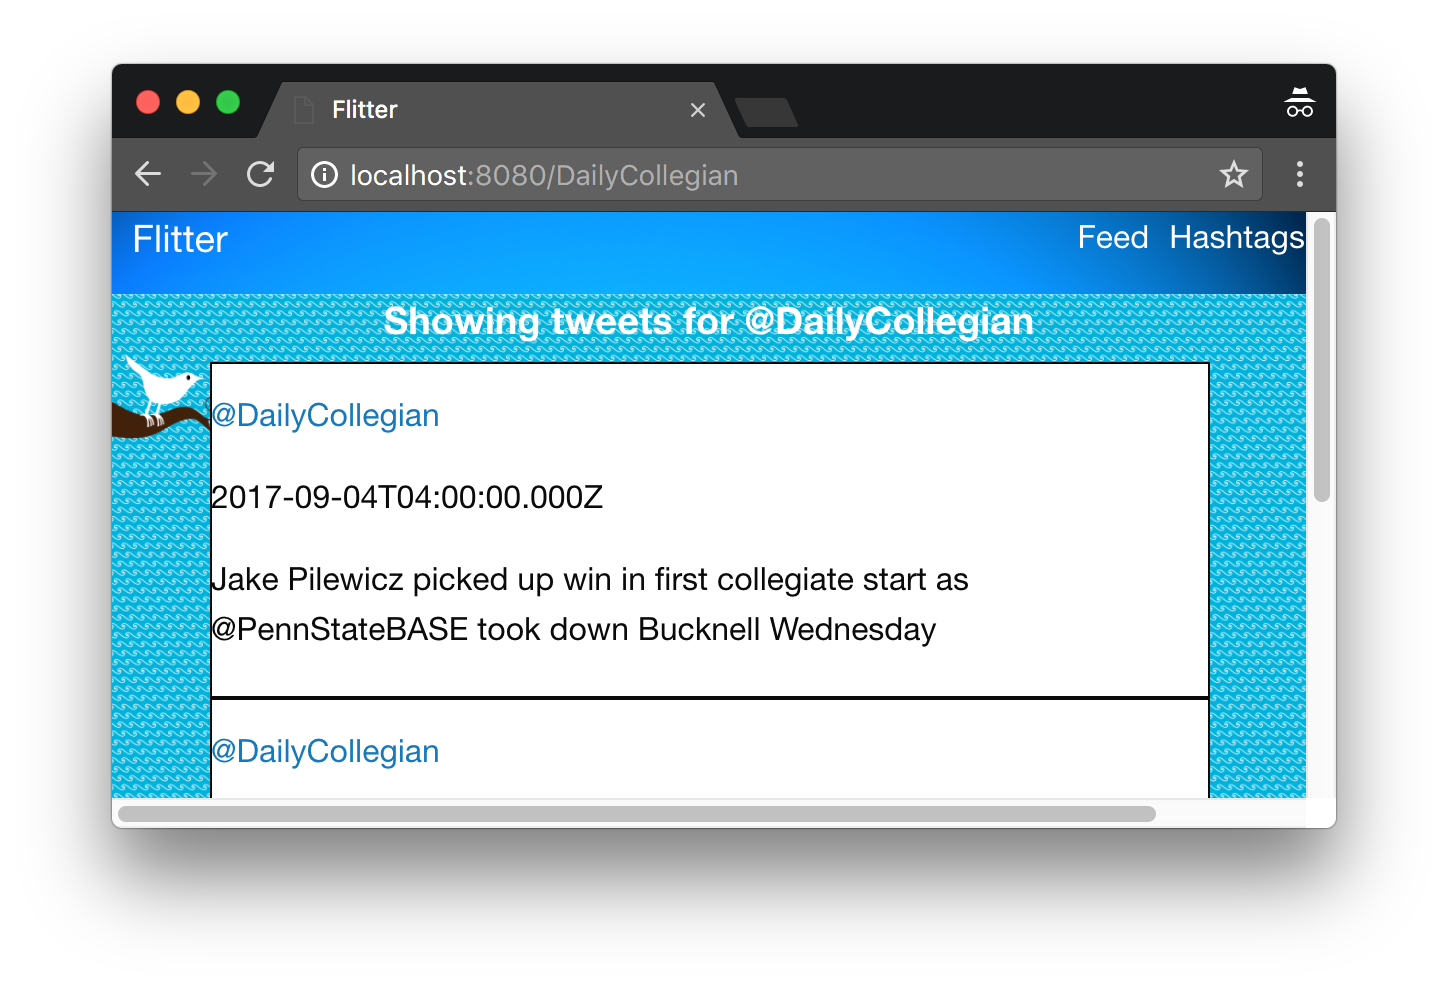 Flitter
localhost:8080/DailyCollegian
Flitter
Feed Hashtags
Showing tweets for @DailyCollegian
@DailyCollegian
2017-09-04T04:00:00.000Z
Jake Pilewicz picked up win in first collegiate start as
@PennStateBASE took down Bucknell Wednesday
@DailyCollegian